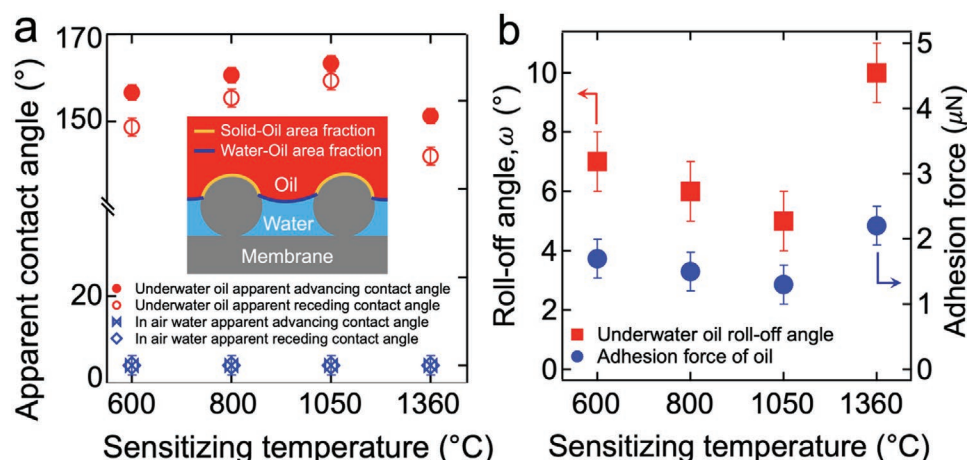 a
170
150
20
0
Apparent contact angle (°)
Solid-Oil area fraction
Water-Oil area fraction
Oil
Water
Membrane
Underwater oil apparent advancing contact angle
Underwater oil apparent receding contact angle
In air water apparent advancing contact angle
In air water apparent receding contact angle
600 800 1050 1360
Sensitizing temperature (°C)
b
10
8
6
4
2
0
Roll-off angle, ω (°)
5
4
3
2
1
0
Adhesion force (μN)
Underwater oil roll-off angle
Adhesion force of oil
600 800 1050 1360
Sensitizing temperature (°C)